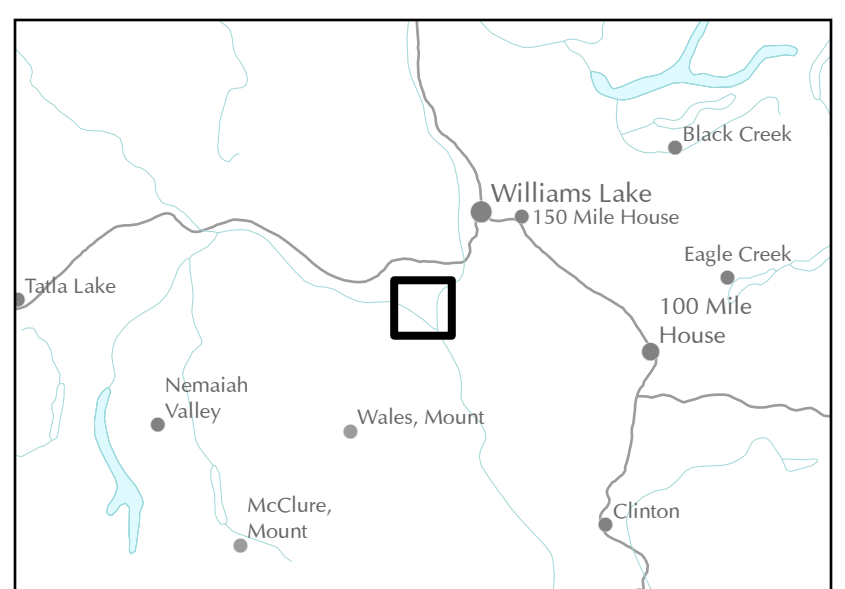 Black Creek
Williams Lake
150 Mile House
Eagle Creek
Tatla Lake
100 Mile
House
Nemaiah
Valley
Wales, Mount
McClure,
Mount
Clinton